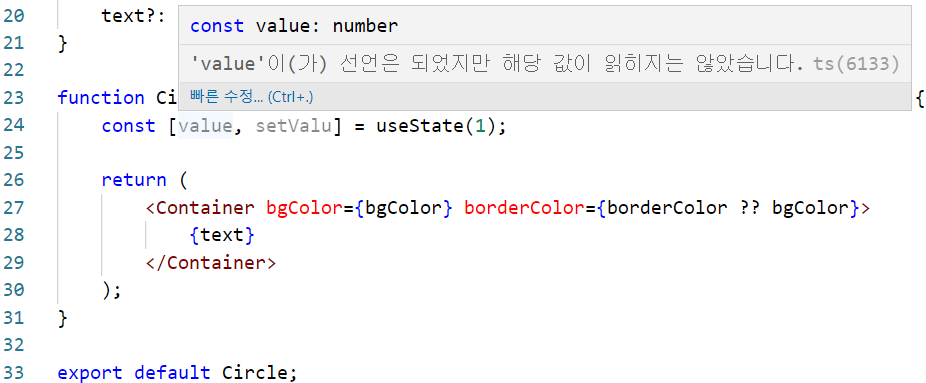 20 text?:
const value: number
'value'이(가) 선언은 되었지만 해당 값이 읽히지는 않았습니다. ts(6133)
빠른 수정... (Ctrl+.)
21 }
22
23 function Ci {
24 const [value, setValu] = useState(1);
25
26 return (
27 <Container bgColor={bgColor} borderColor={borderColor ?? bgColor}>
28 {text}
29 </Container>
30 );
31 }
32
33 export default Circle;